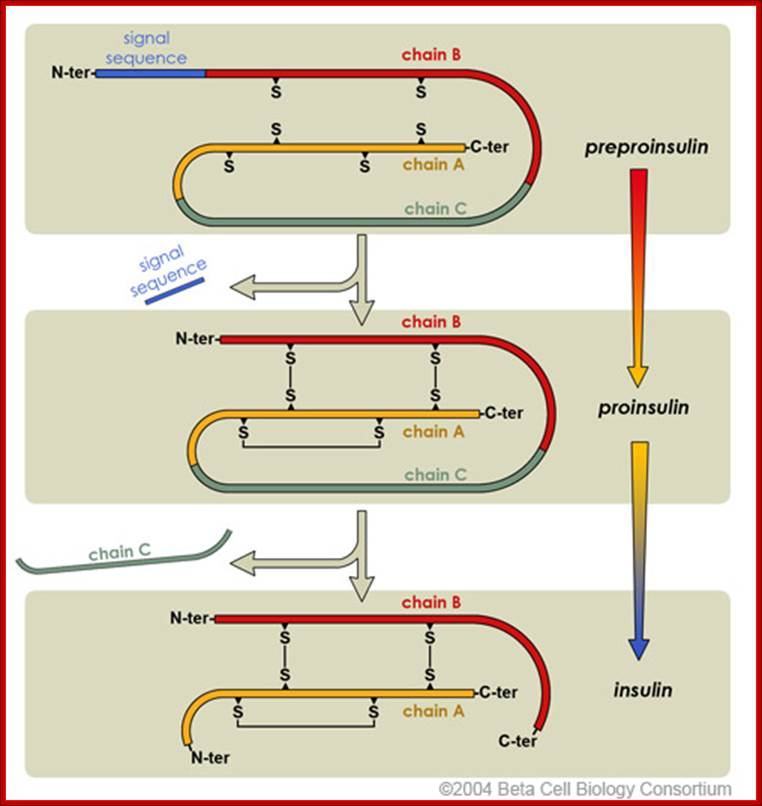 signal
sequence
N-ter
chain B
S S
S S
C-ter
S S
chain A
chain C
preproinsulin
signal
sequence
chain B
N-ter
S S
S S
C-ter
S S
chain A
chain C
proinsulin
chain C
chain B
N-ter
S S
S S
C-ter
S S
chain A
N-ter
C-ter
insulin
©2004 Beta Cell Biology Consortium